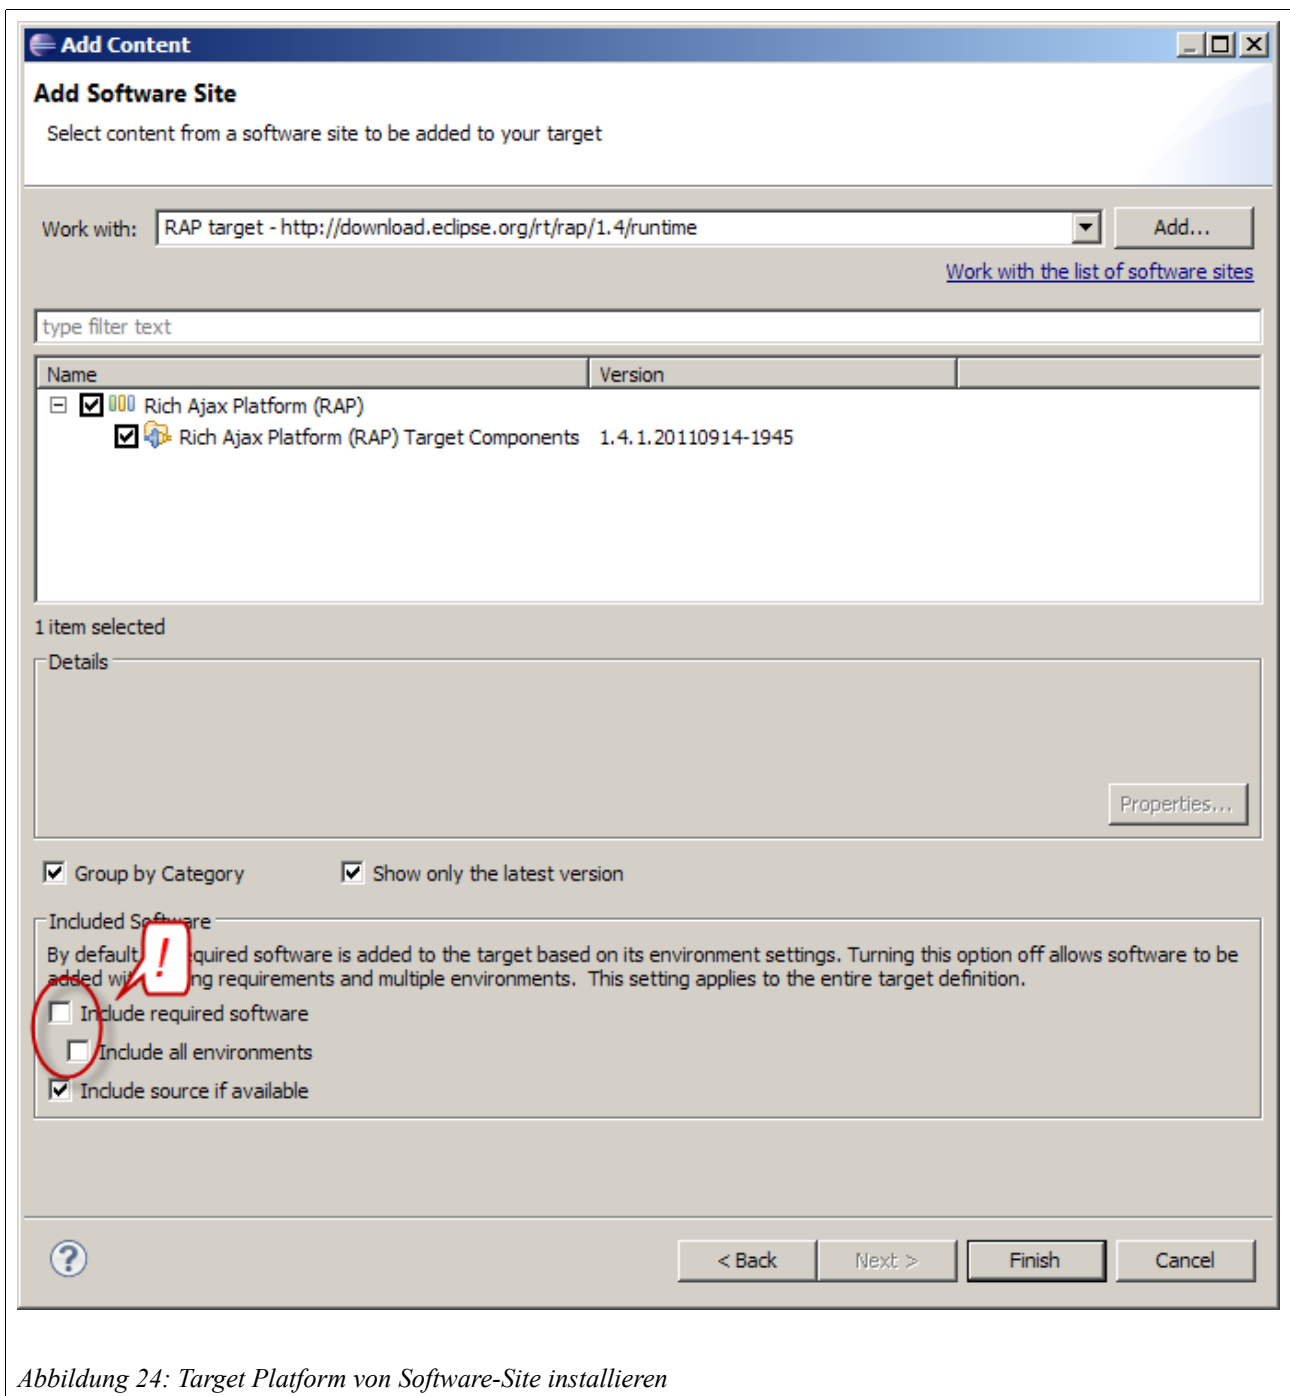 Add Content
Add Software Site
Select content from a software site to be added to your target
Work with: RAP target - http://download.eclipse.org/rt/rap/1.4/runtime Add...
Work with the list of software sites
type filter text
Name Version
Rich Ajax Platform (RAP)
Rich Ajax Platform (RAP) Target Components 1.4.1.20110914-1945
1 item selected
Details
Properties...
Group by Category Show only the latest version
Included Software
By default, required software is added to the target based on its environment settings. Turning this option off allows software to be
added requirements and multiple environments. This setting applies to the entire target definition.
!
Include required software
Include all environments
Include source if available
? < Back Next > Finish Cancel
Abbildung 24: Target Platform von Software-Site installieren